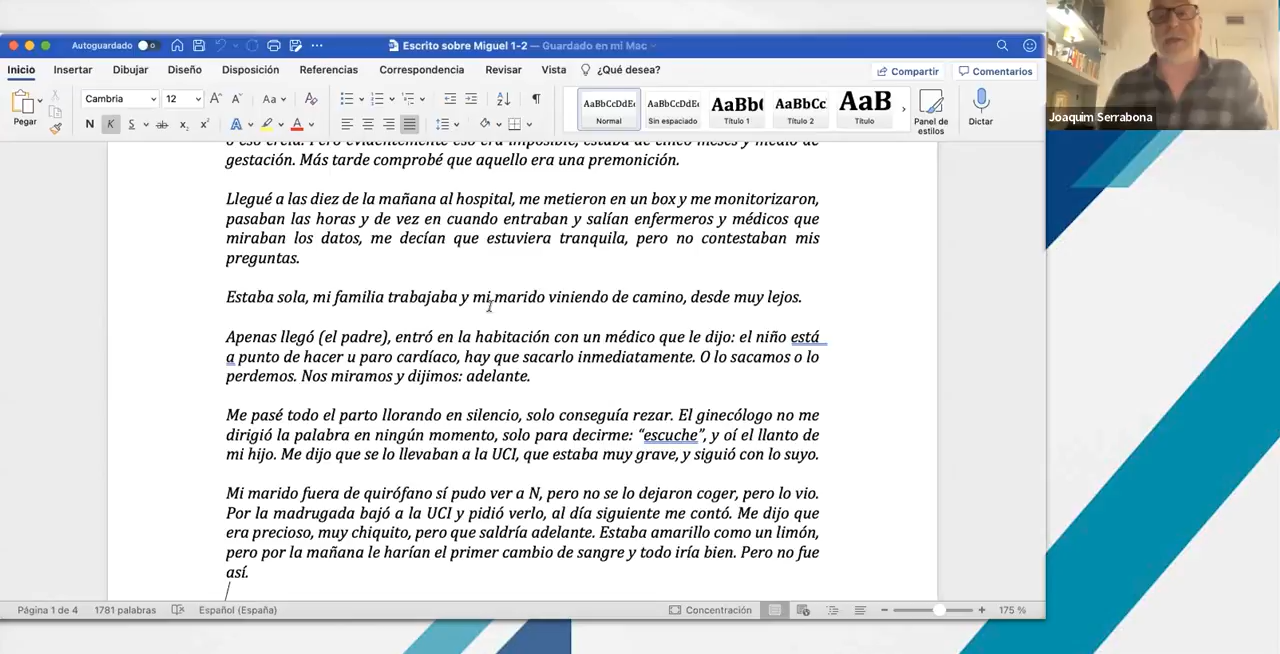 Autoguardado
Escrito sobre Miguel 1-2 — Guardado en mi Mac
Inicio Insertar Dibujar Diseño Disposición Referencias Correspondencia Revisar Vista ¿Qué desea? Compartir Comentarios
Pegar
Cambria 12
N K S
AaBbCcDdEe AaBbCcDdEe AaBb( AaBbCc AaB
Normal Sin espaciado Título 1 Título 2 Título
Panel de estilos
Dictar
Joaquim Serrabona
o eso creía. Pero evidentemente eso era imposible, estaba de cinco meses y medio de
gestación. Más tarde comprobé que aquello era una premonición.
Llegué a las diez de la mañana al hospital, me metieron en un box y me monitorizaron,
pasaban las horas y de vez en cuando entraban y salían enfermeros y médicos que
miraban los datos, me decían que estuviera tranquila, pero no contestaban mis
preguntas.
Estaba sola, mi familia trabajaba y mi marido viniendo de camino, desde muy lejos.
Apenas llegó (el padre), entró en la habitación con un médico que le dijo: el niño está
a punto de hacer u paro cardíaco, hay que sacarlo inmediatamente. O lo sacamos o lo
perdemos. Nos miramos y dijimos: adelante.
Me pasé todo el parto llorando en silencio, solo conseguía rezar. El ginecólogo no me
dirigió la palabra en ningún momento, solo para decirme: “escuche”, y oí el llanto de
mi hijo. Me dijo que se lo llevaban a la UCI, que estaba muy grave, y siguió con lo suyo.
Mi marido fuera de quirófano sí pudo ver a N, pero no se lo dejaron coger, pero lo vio.
Por la madrugada bajó a la UCI y pidió verlo, al día siguiente me contó. Me dijo que
era precioso, muy chiquito, pero que saldría adelante. Estaba amarillo como un limón,
pero por la mañana le harían el primer cambio de sangre y todo iría bien. Pero no fue
así.
Página 1 de 4 1781 palabras Español (España) Concentración 175 %